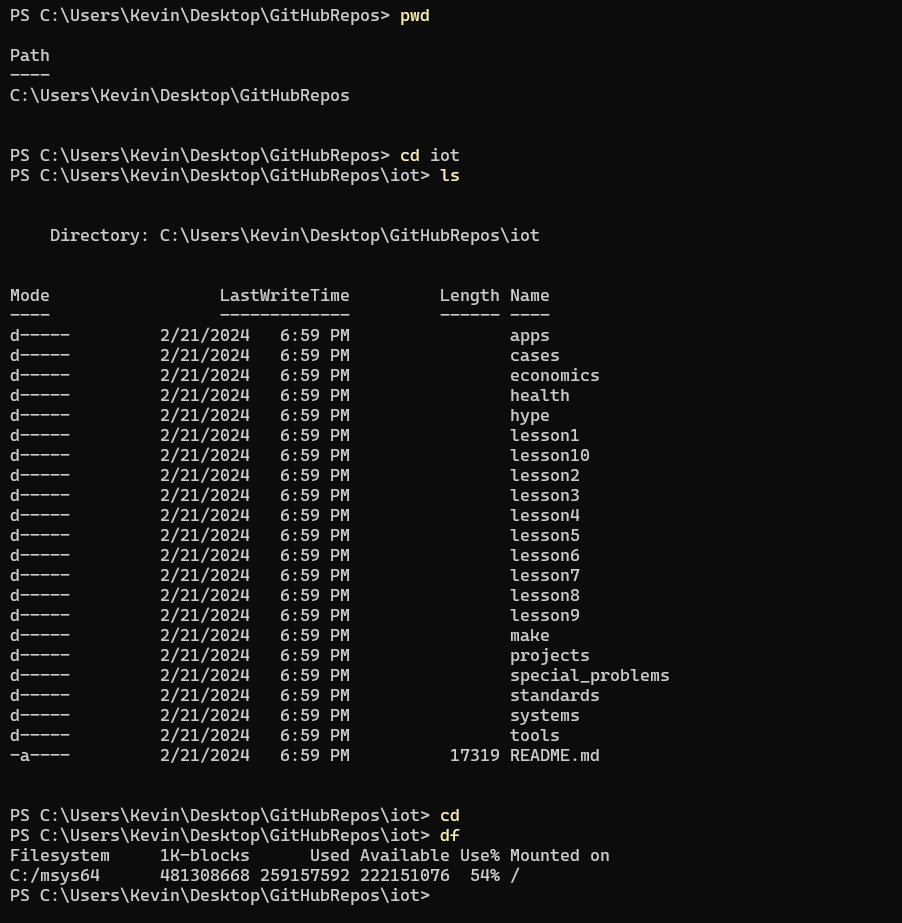 PS C:\Users\Kevin\Desktop\GitHubRepos> pwd
Path
----
C:\Users\Kevin\Desktop\GitHubRepos
PS C:\Users\Kevin\Desktop\GitHubRepos> cd iot
PS C:\Users\Kevin\Desktop\GitHubRepos\iot> ls
    Directory: C:\Users\Kevin\Desktop\GitHubRepos\iot
Mode                 LastWriteTime         Length Name
----                 -------------         ------ ----
d-----         2/21/2024   6:59 PM                apps
d-----         2/21/2024   6:59 PM                cases
d-----         2/21/2024   6:59 PM                economics
d-----         2/21/2024   6:59 PM                health
d-----         2/21/2024   6:59 PM                hype
d-----         2/21/2024   6:59 PM                lesson1
d-----         2/21/2024   6:59 PM                lesson10
d-----         2/21/2024   6:59 PM                lesson2
d-----         2/21/2024   6:59 PM                lesson3
d-----         2/21/2024   6:59 PM                lesson4
d-----         2/21/2024   6:59 PM                lesson5
d-----         2/21/2024   6:59 PM                lesson6
d-----         2/21/2024   6:59 PM                lesson7
d-----         2/21/2024   6:59 PM                lesson8
d-----         2/21/2024   6:59 PM                lesson9
d-----         2/21/2024   6:59 PM                make
d-----         2/21/2024   6:59 PM                projects
d-----         2/21/2024   6:59 PM                special_problems
d-----         2/21/2024   6:59 PM                standards
d-----         2/21/2024   6:59 PM                systems
d-----         2/21/2024   6:59 PM                tools
-a----         2/21/2024   6:59 PM          17319 README.md
PS C:\Users\Kevin\Desktop\GitHubRepos\iot> cd
PS C:\Users\Kevin\Desktop\GitHubRepos\iot> df
Filesystem     1K-blocks      Used Available Use% Mounted on
C:/msys64      481308668 259157592 222151076  54% /
PS C:\Users\Kevin\Desktop\GitHubRepos\iot>